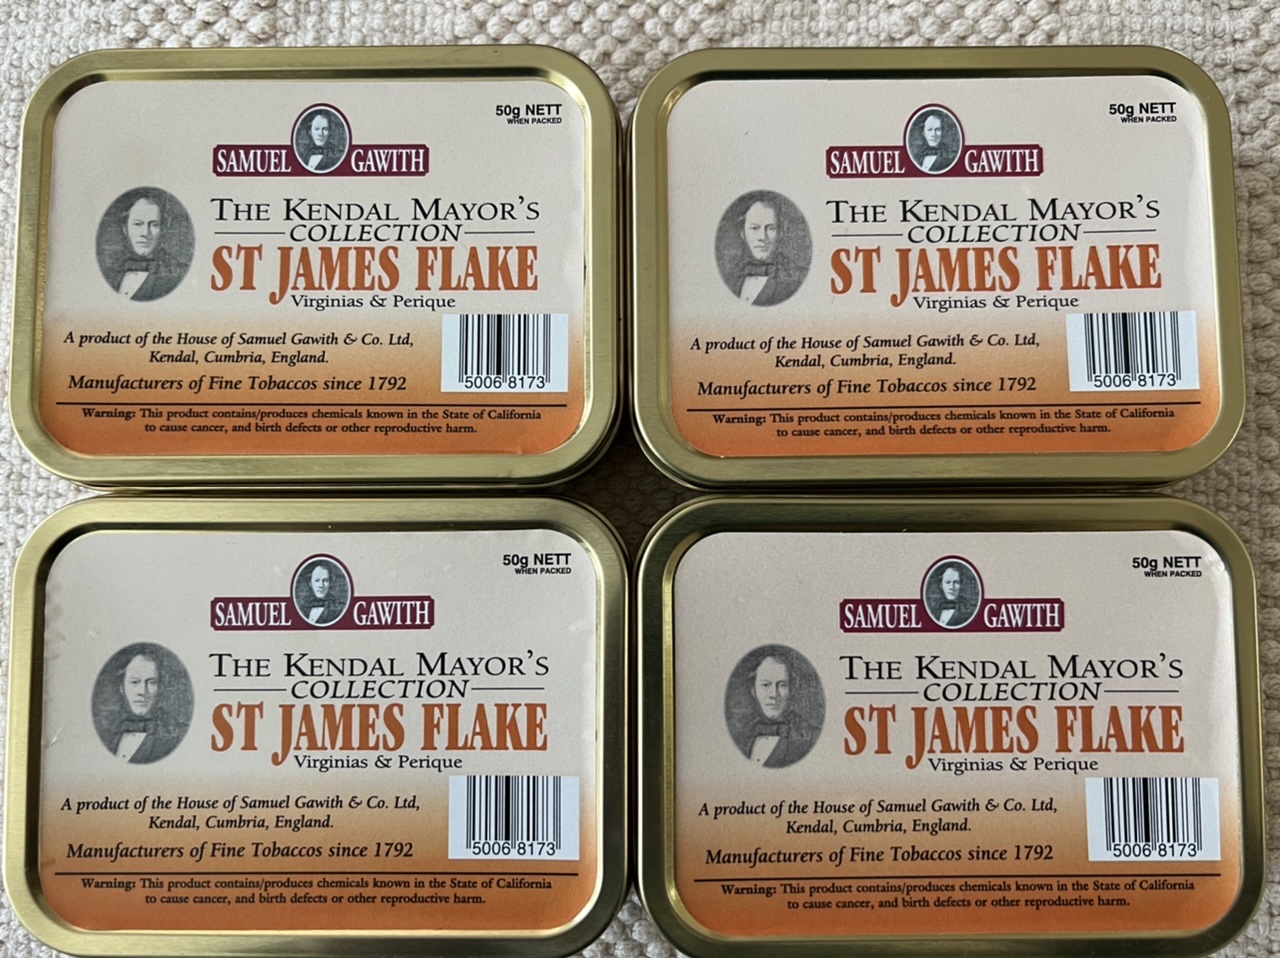 50g NETT
WHEN PACKED
SAMUEL GAWITH
THE KENDAL MAYOR'S
COLLECTION
ST JAMES FLAKE
Virginias & Perique
A product of the House of Samuel Gawith & Co. Ltd,
Kendal, Cumbria, England.
Manufacturers of Fine Tobaccos since 1792
5006 8173
Warning: This product contains/produces chemicals known in the State of California
to cause cancer, and birth defects or other reproductive harm.
50g NETT
WHEN PACKED
SAMUEL GAWITH
THE KENDAL MAYOR'S
COLLECTION
ST JAMES FLAKE
Virginias & Perique
A product of the House of Samuel Gawith & Co. Ltd,
Kendal, Cumbria, England.
Manufacturers of Fine Tobaccos since 1792
5006 8173
Warning: This product contains/produces chemicals known in the State of California
to cause cancer, and birth defects or other reproductive harm.
50g NETT
WHEN PACKED
SAMUEL GAWITH
THE KENDAL MAYOR'S
COLLECTION
ST JAMES FLAKE
Virginias & Perique
A product of the House of Samuel Gawith & Co. Ltd,
Kendal, Cumbria, England.
Manufacturers of Fine Tobaccos since 1792
5006 8173
Warning: This product contains/produces chemicals known in the State of California
to cause cancer, and birth defects or other reproductive harm.
50g NETT
WHEN PACKED
SAMUEL GAWITH
THE KENDAL MAYOR'S
COLLECTION
ST JAMES FLAKE
Virginias & Perique
A product of the House of Samuel Gawith & Co. Ltd,
Kendal, Cumbria, England.
Manufacturers of Fine Tobaccos since 1792
5006 8173
Warning: This product contains/produces chemicals known in the State of California
to cause cancer, and birth defects or other reproductive harm.